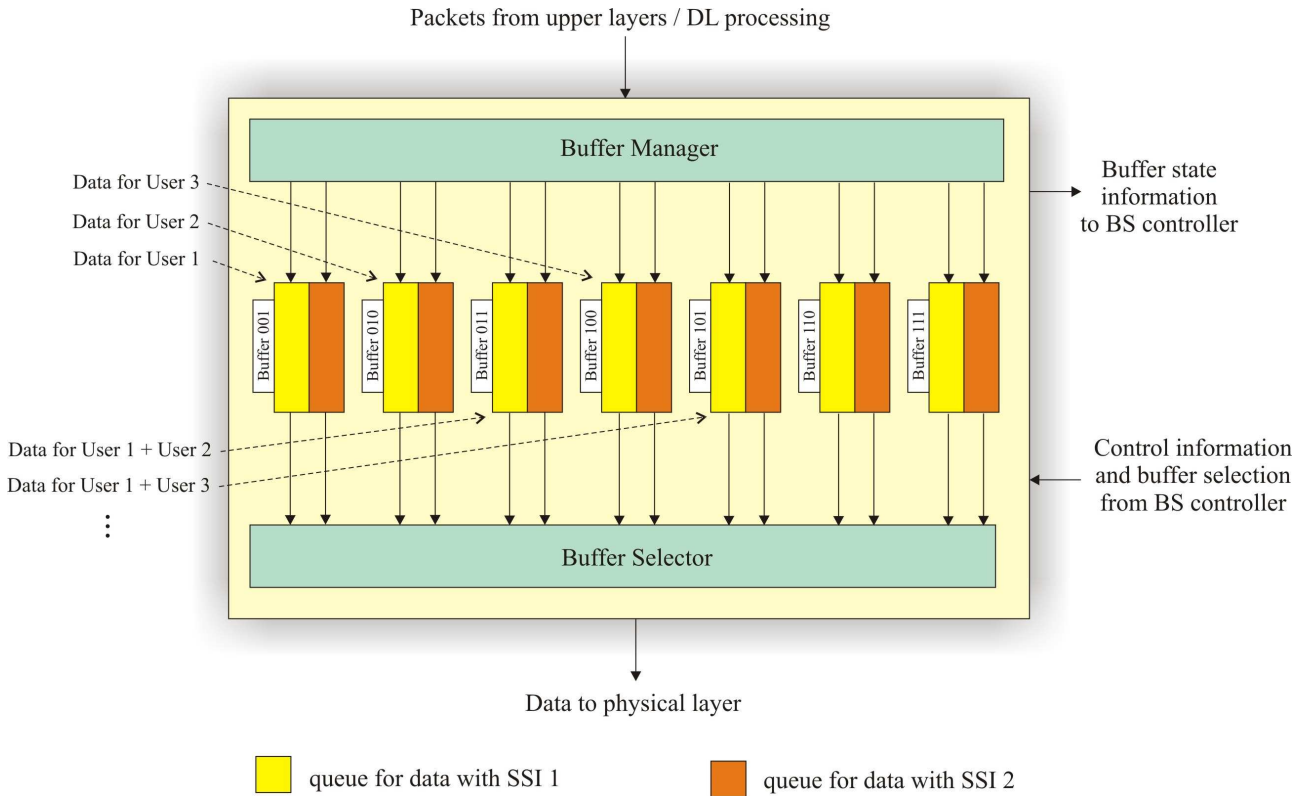 Packets from upper layers / DL processing
Buffer Manager
Data for User 3
Data for User 2
Data for User 1
Buffer state
information
to BS controller
Buffer 001
Buffer 010
Buffer 011
Buffer 100
Buffer 101
Buffer 110
Buffer 111
Data for User 1 + User 2
Data for User 1 + User 3
⋮
Control information
and buffer selection
from BS controller
Buffer Selector
Data to physical layer
queue for data with SSI 1
queue for data with SSI 2